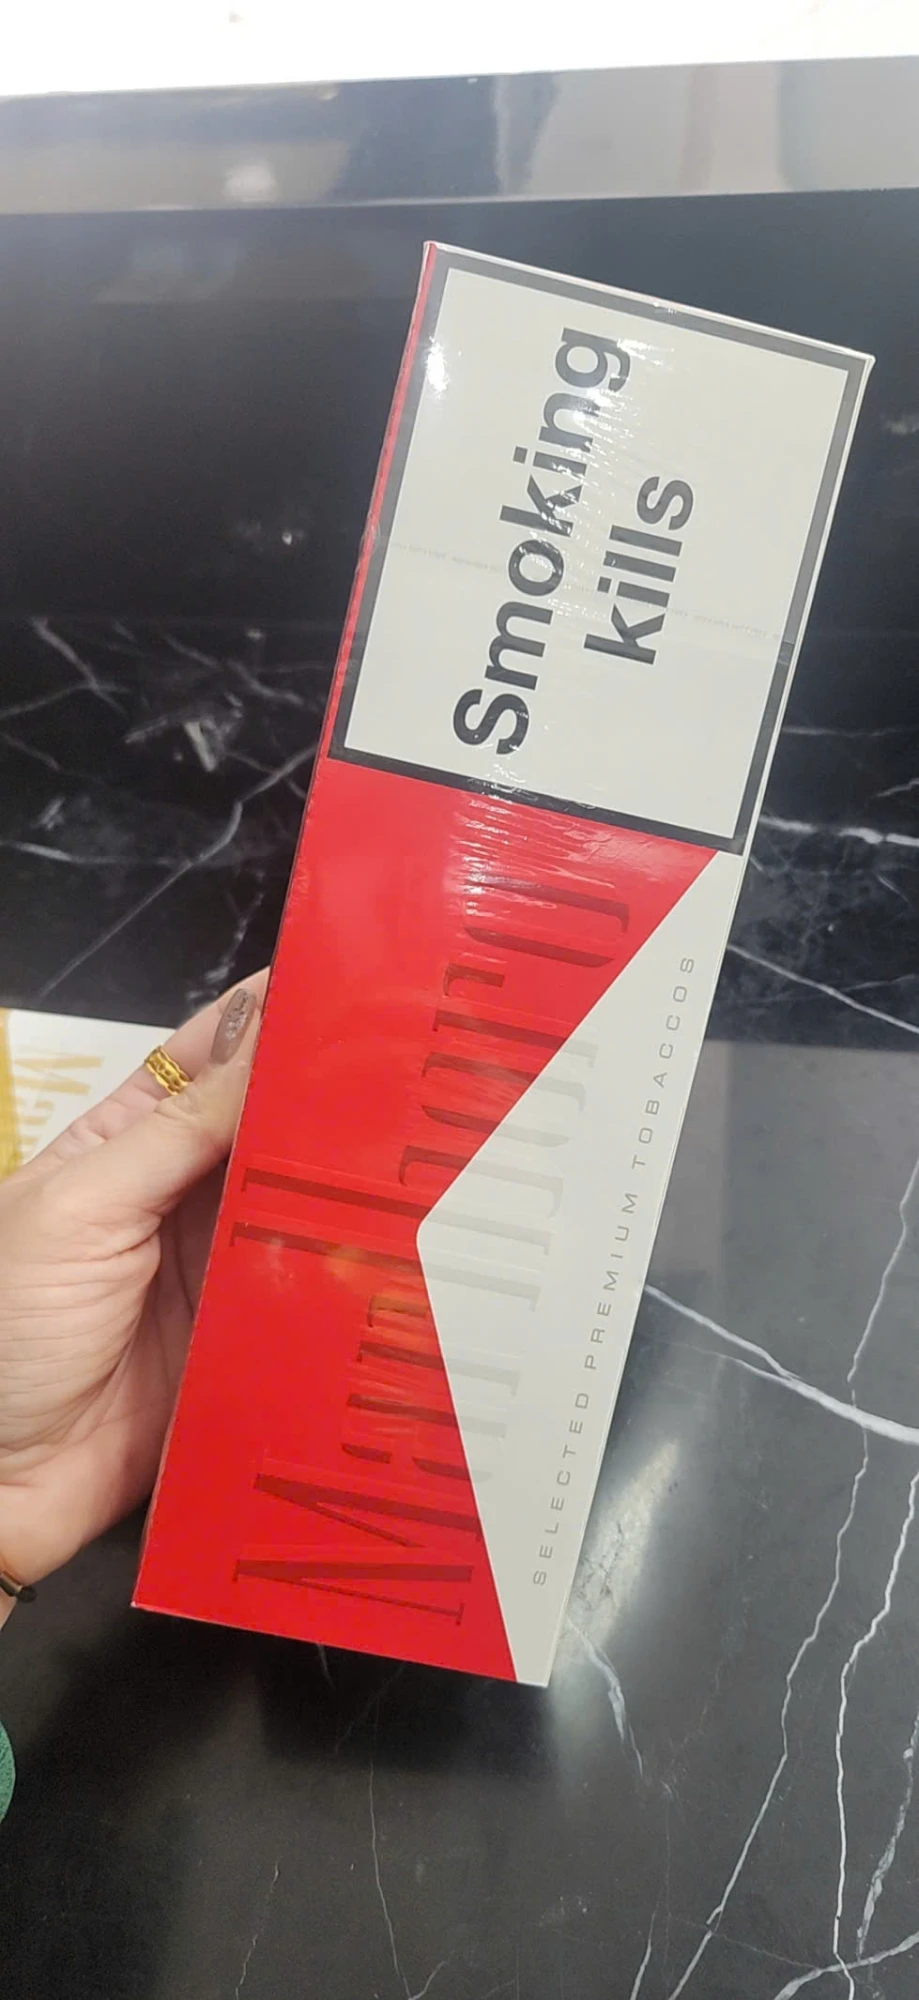 Smoking
kills
Marlboro
SELECTED PREMIUM TOBACCOS